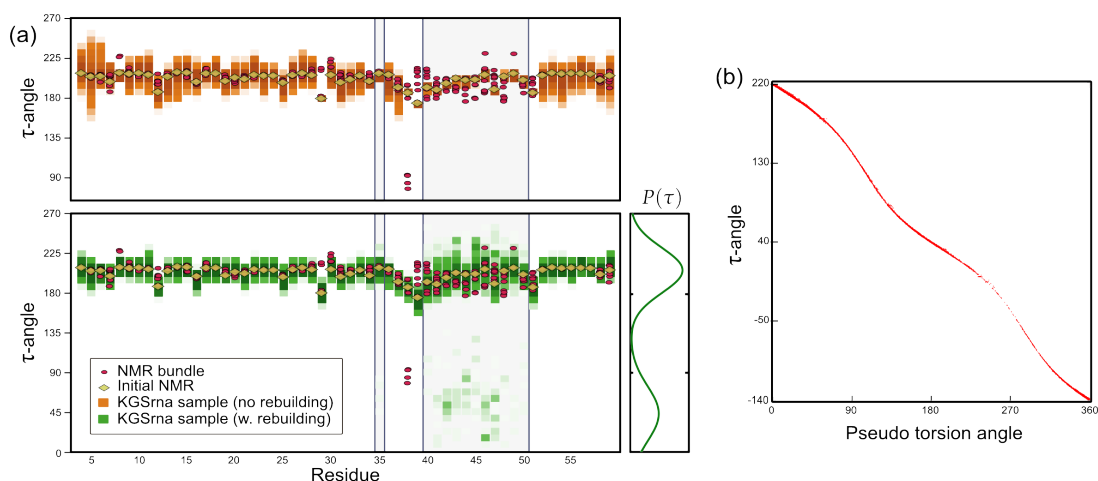 (a)
270
225
180
135
90
τ-angle
270
225
180
135
90
45
0
τ-angle
NMR bundle
Initial NMR
KGSrna sample (no rebuilding)
KGSrna sample (w. rebuilding)
5 10 15 20 25 30 35 40 45 50 55
Residue
P(τ)
(b)
220
130
40
-50
-140
τ-angle
0 90 180 270 360
Pseudo torsion angle